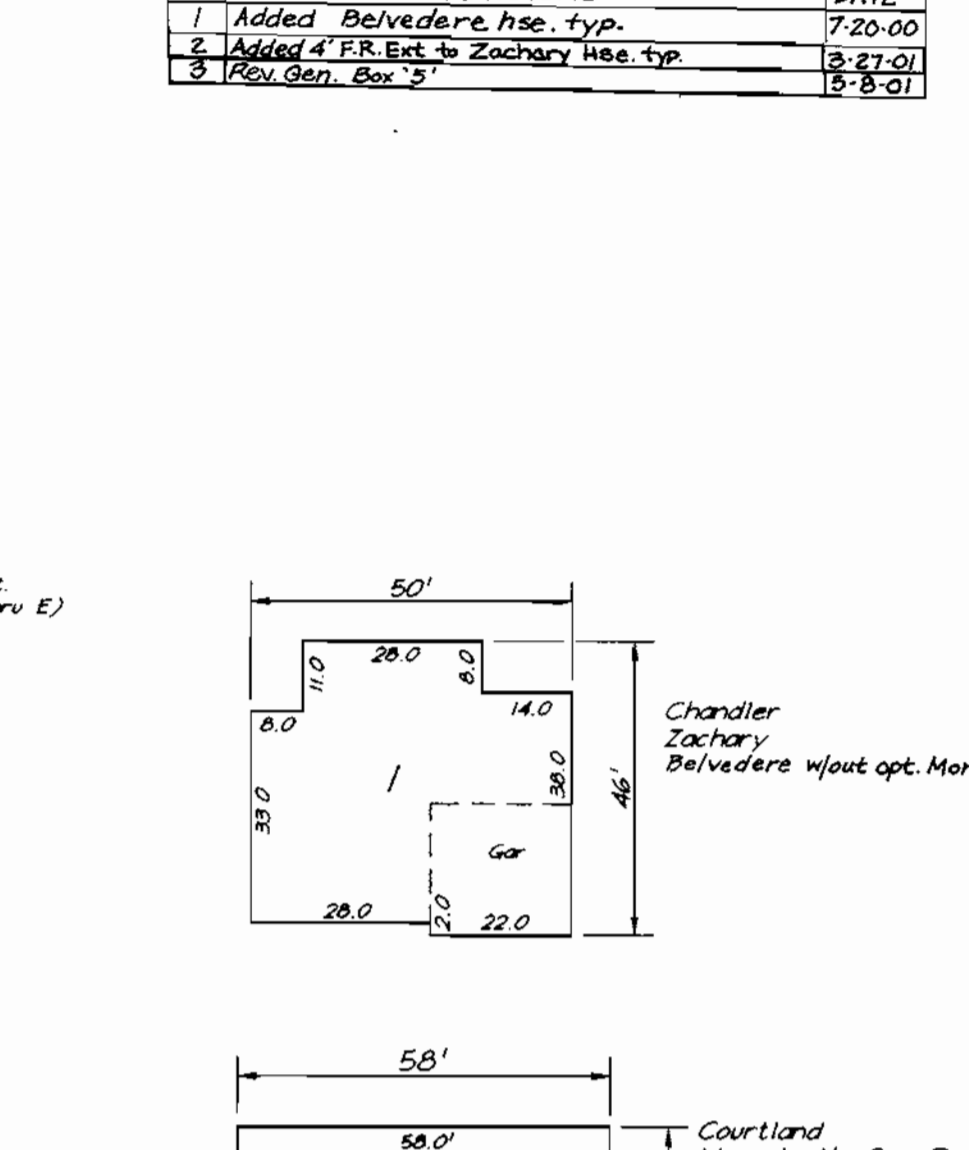 DATE
1 Added Belvedere hse. typ. 7-20-00
2 Added 4' F.R. Ext to Zachary Hse. typ. 3-27-01
3 Rev. Gen. Box '5' 5-8-01
E)
50'
28.0
11.0
8.0
8.0
14.0
38.0
33.0
1
Gar
28.0
2.0
22.0
46'
Chandler
Zachary
Belvedere w/out opt. Mor
58'
58.0'
Courtland